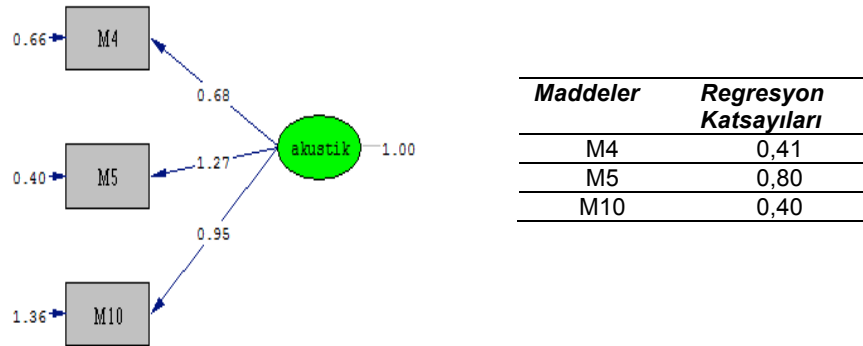 0.66 M4
0.68
0.40 M5
1.27
akustik 1.00
0.95
1.36 M10
Maddeler Regresyon
Katsayıları
M4 0,41
M5 0,80
M10 0,40